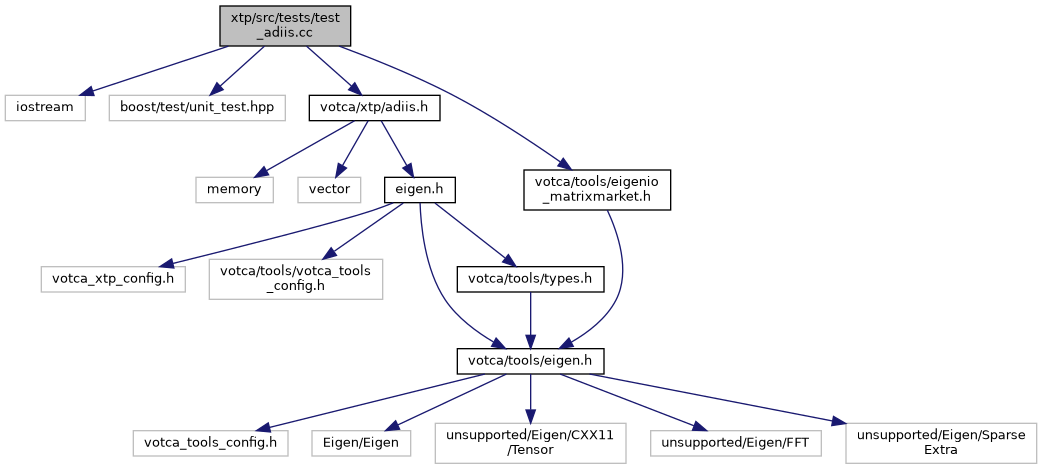 xtp/src/tests/test
_adiis.cc
iostream
boost/test/unit_test.hpp
votca/xtp/adiis.h
memory
vector
eigen.h
votca/tools/eigenio
_matrixmarket.h
votca_xtp_config.h
votca/tools/votca_tools
_config.h
votca/tools/types.h
votca/tools/eigen.h
votca_tools_config.h
Eigen/Eigen
unsupported/Eigen/CXX11
/Tensor
unsupported/Eigen/FFT
unsupported/Eigen/Sparse
Extra